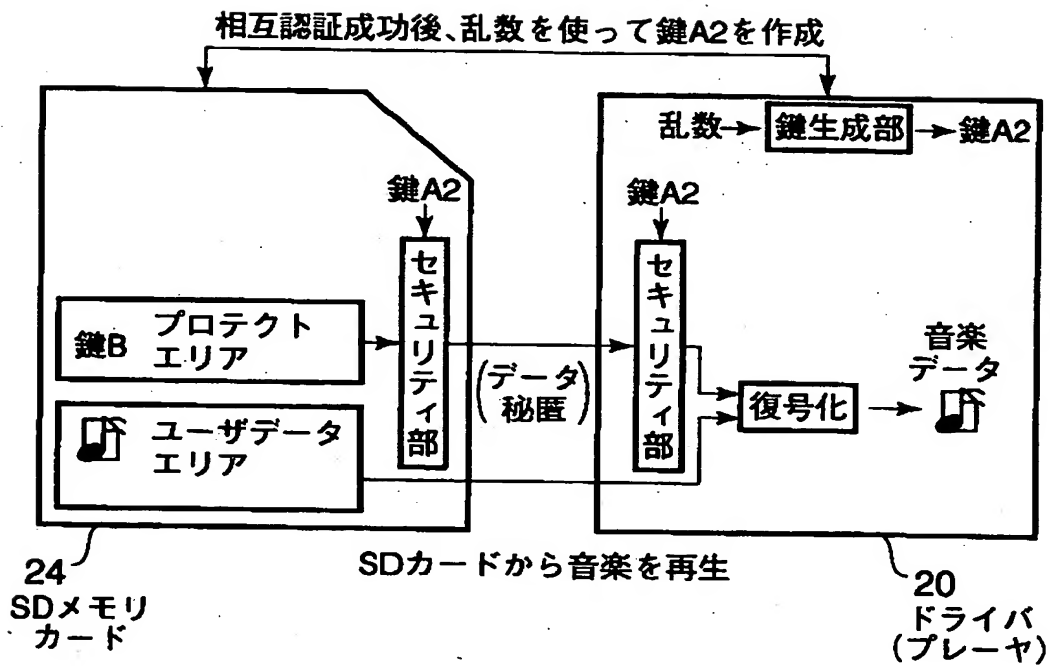 相互認証成功後、乱数を使って鍵A2を作成
乱数
鍵生成部
鍵A2
鍵A2
セキュリティ部
鍵A2
セキュリティ部
鍵B
プロテクト
エリア
(データ
秘匿)
音楽
データ
復号化
ユーザデータ
エリア
SDカードから音楽を再生
24
SDメモリ
カード
20
ドライバ
(プレーヤ)